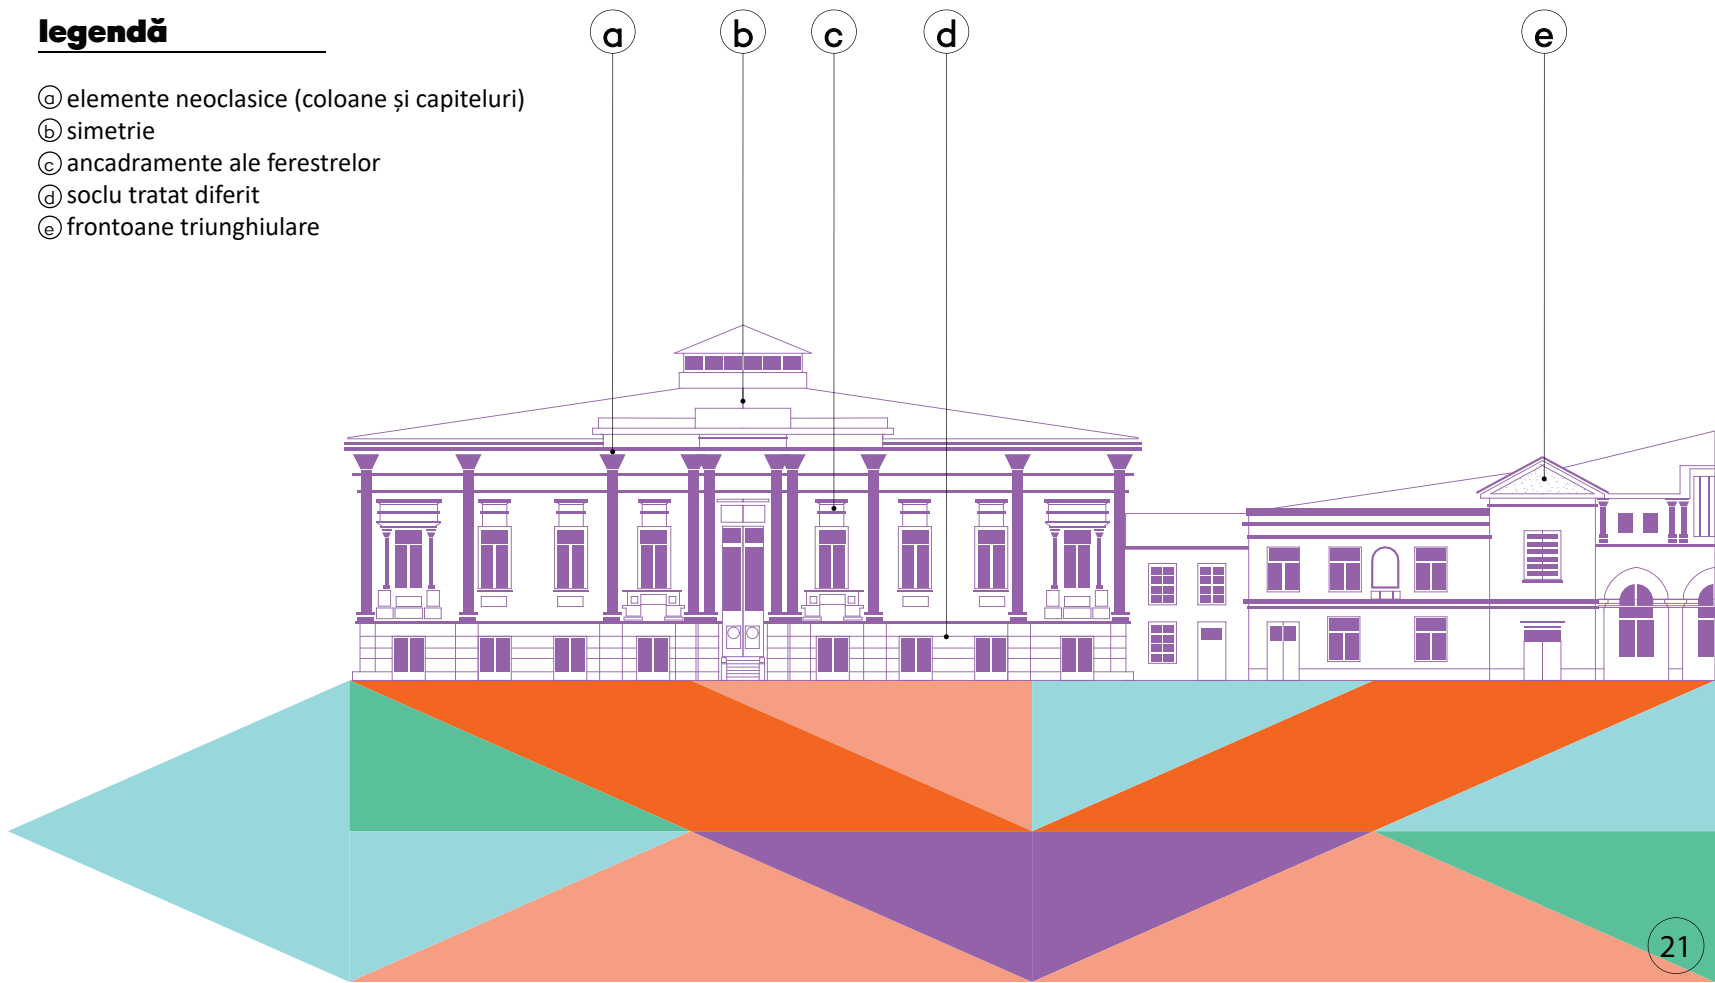 legendă
a b c d e
a elemente neoclasice (coloane și capiteluri)
b simetrie
c ancadramente ale ferestrelor
d soclu tratat diferit
e frontoane triunghiulare
21